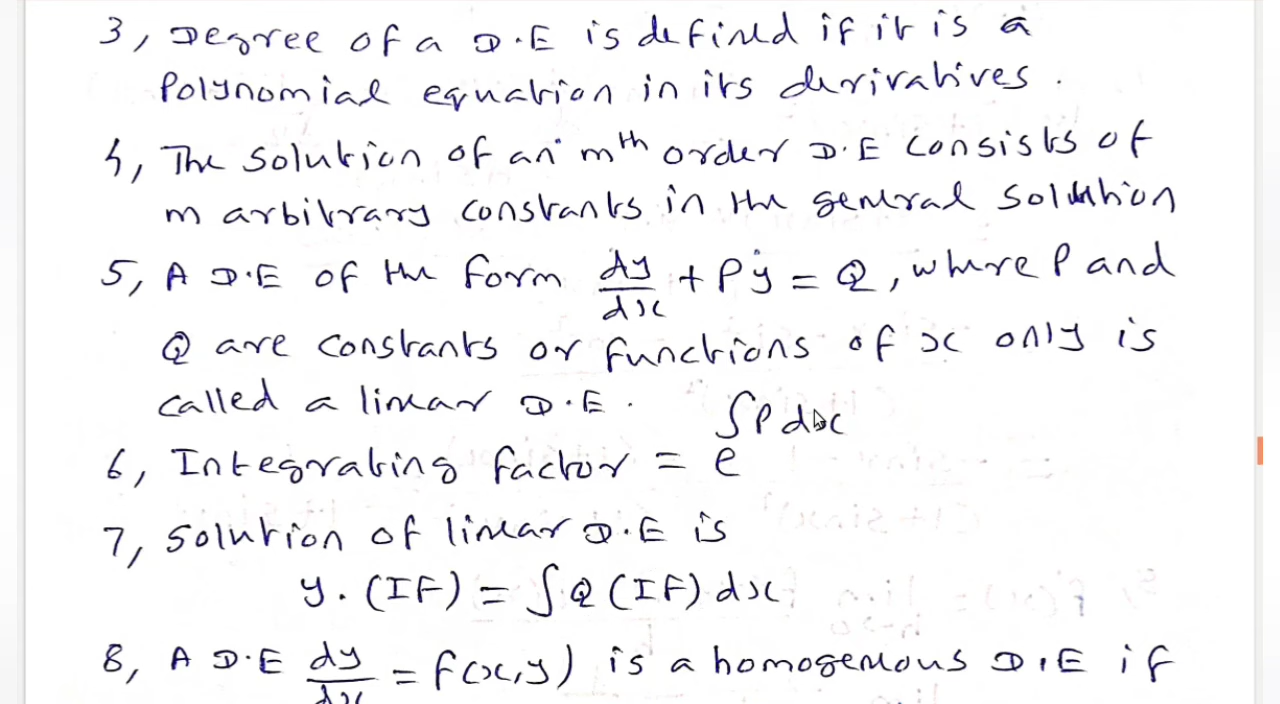 3, Degree of a D.E is defined if it is a
Polynomial equation in its derivatives.
4, The solution of an mth order D.E consists of
m arbitrary constants in the general solution
5, A D.E of the form dy/dx + Py = Q, where P and
Q are constants or functions of x only is
called a linear D.E.
6, Integrating factor = e^∫P dx
7, Solution of linear D.E is
y. (IF) = ∫Q (IF) dx
8, A D.E dy/dx = f(x,y) is a homogenous D.E if